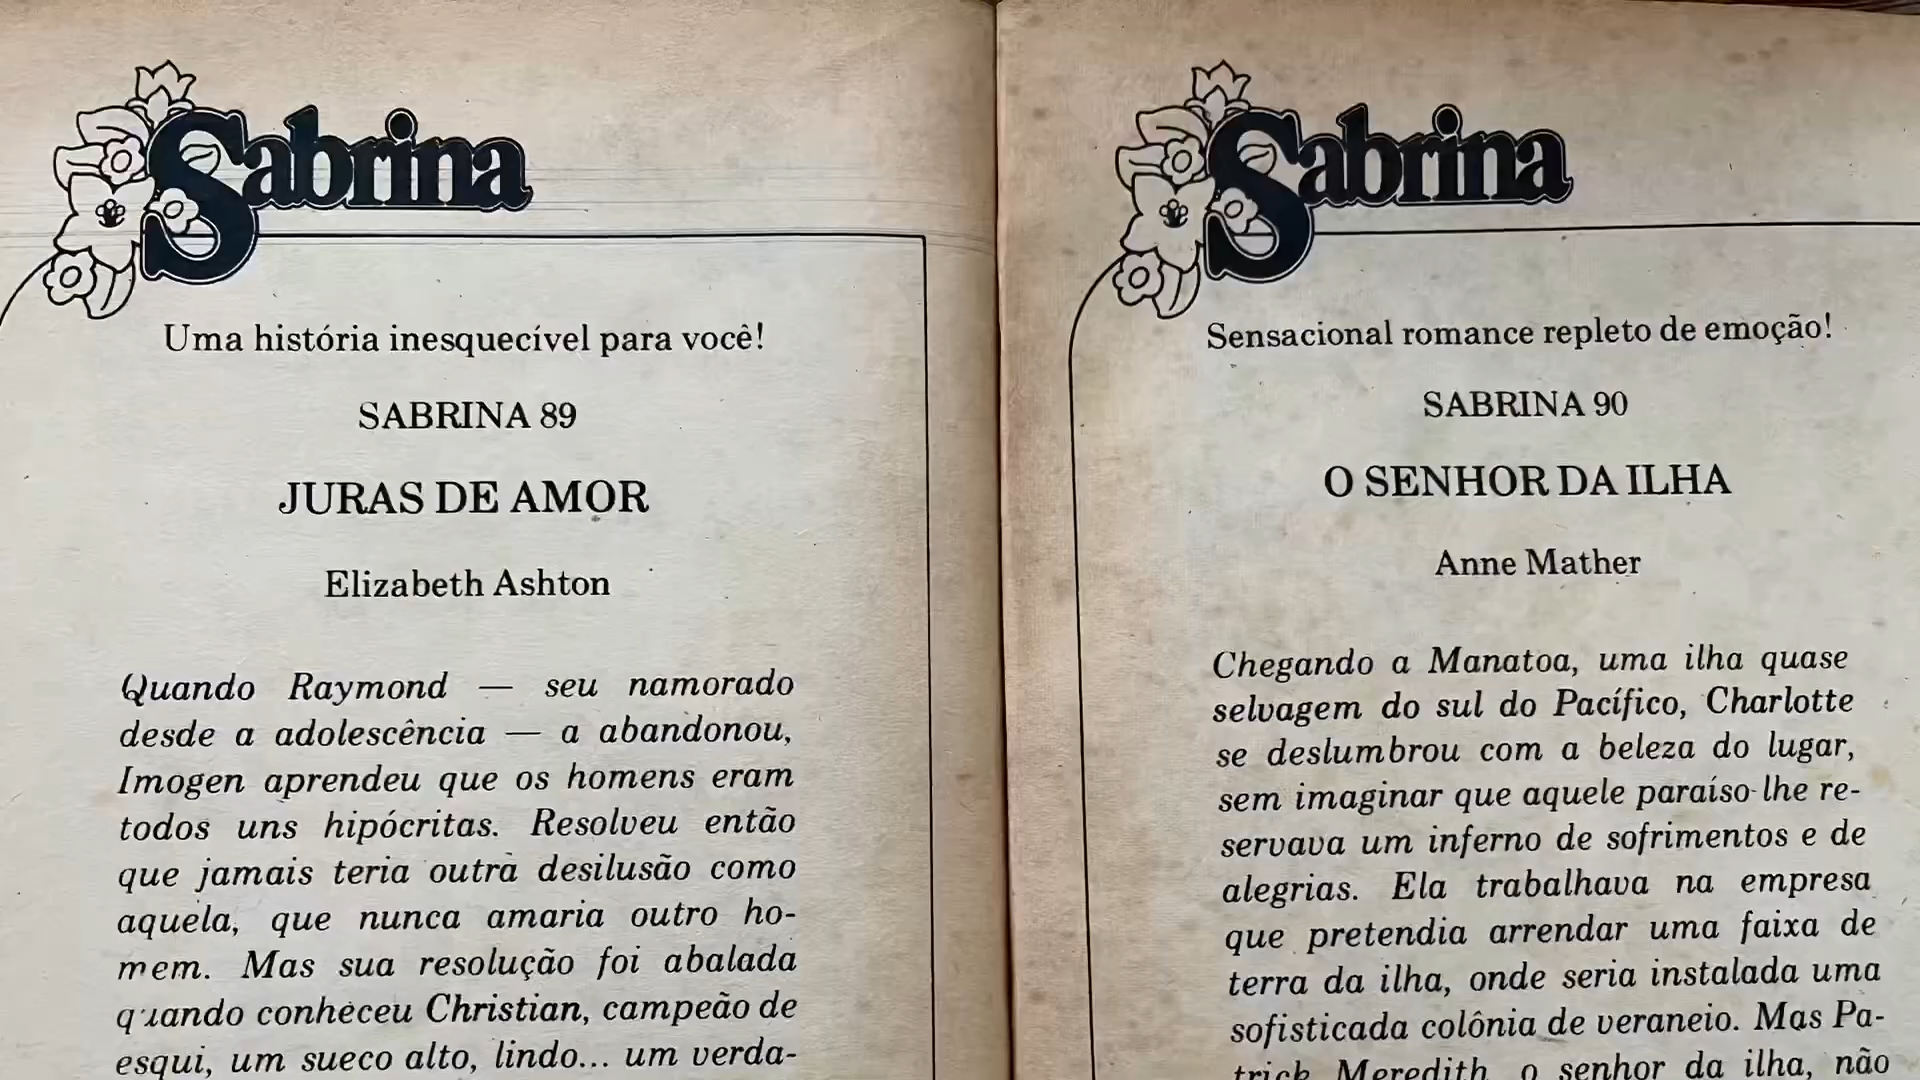 Sabrina
Uma história inesquecível para você!
SABRINA 89
JURAS DE AMOR
Elizabeth Ashton
Quando Raymond — seu namorado
desde a adolescência — a abandonou,
Imogen aprendeu que os homens eram
todos uns hipócritas. Resolveu então
que jamais teria outra desilusão como
aquela, que nunca amaria outro ho-
mem. Mas sua resolução foi abalada
quando conheceu Christian, campeão de
esqui, um sueco alto, lindo... um verda-
Sabrina
Sensacional romance repleto de emoção!
SABRINA 90
O SENHOR DA ILHA
Anne Mather
Chegando a Manatoa, uma ilha quase
selvagem do sul do Pacífico, Charlotte
se deslumbrou com a beleza do lugar,
sem imaginar que aquele paraíso lhe re-
servava um inferno de sofrimentos e de
alegrias. Ela trabalhava na empresa
que pretendia arrendar uma faixa de
terra da ilha, onde seria instalada uma
sofisticada colônia de veraneio. Mas Pa-
trick Meredith, o senhor da ilha, não